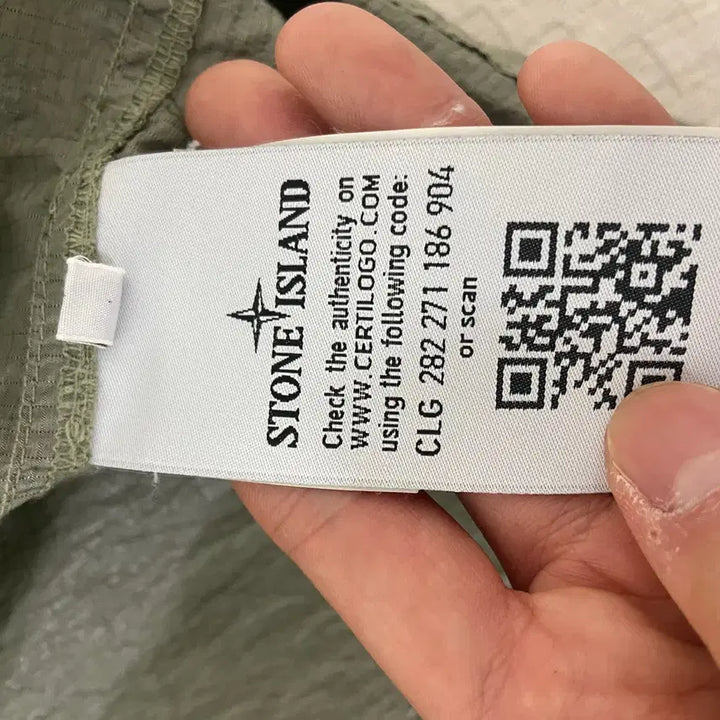 STONE ISLAND
Check the authenticity on
WWW.CERTILOGO.COM
using the following code:
CLG 282 271 186 904
or scan